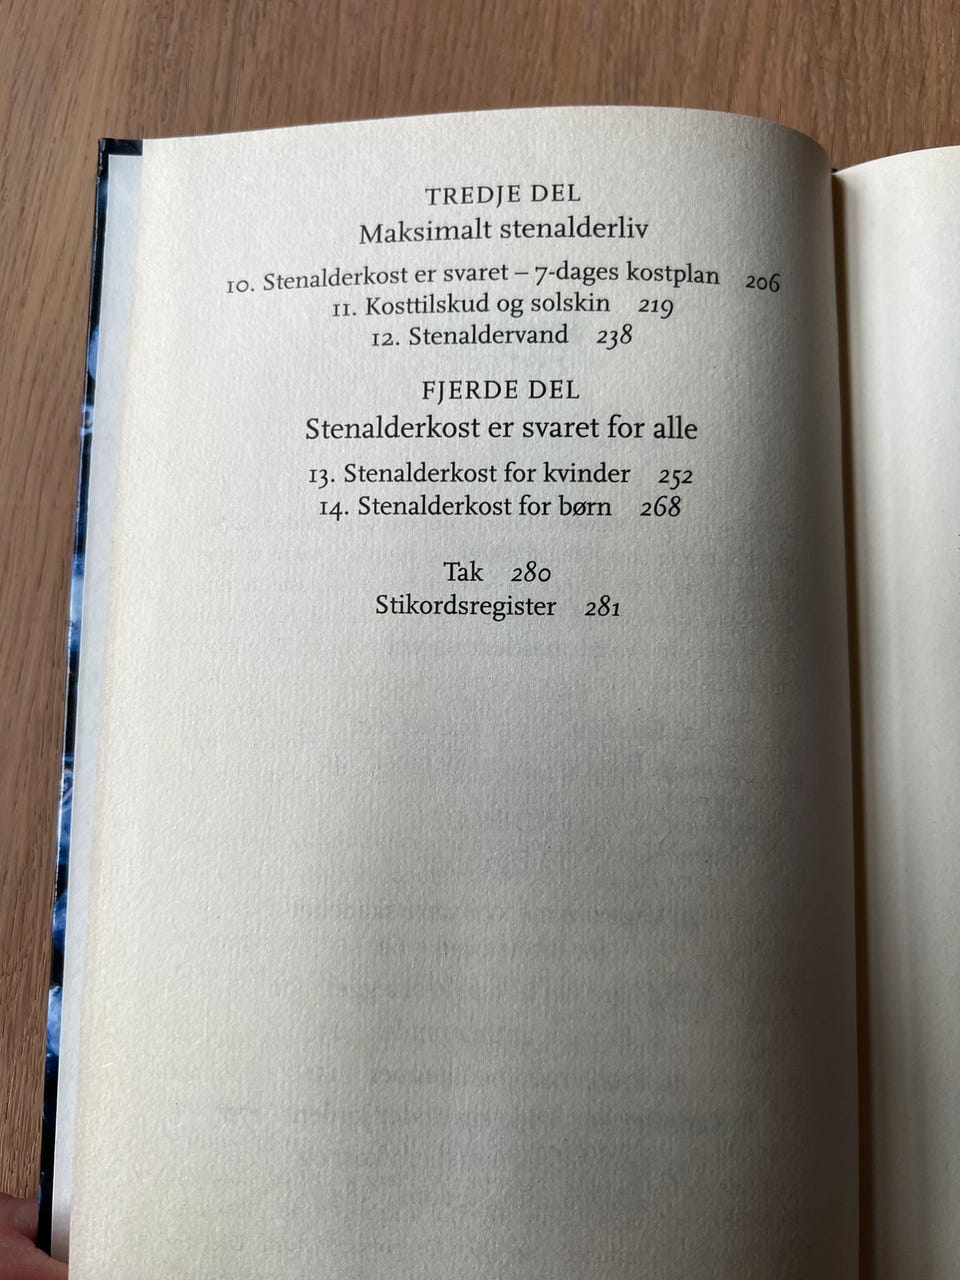 TREDJE DEL
Maksimalt stenalderliv
10. Stenalderkost er svaret – 7-dages kostplan 206
11. Kosttilskud og solskin 219
12. Stenaldervand 238
FJERDE DEL
Stenalderkost er svaret for alle
13. Stenalderkost for kvinder 252
14. Stenalderkost for børn 268
Tak 280
Stikordsregister 281